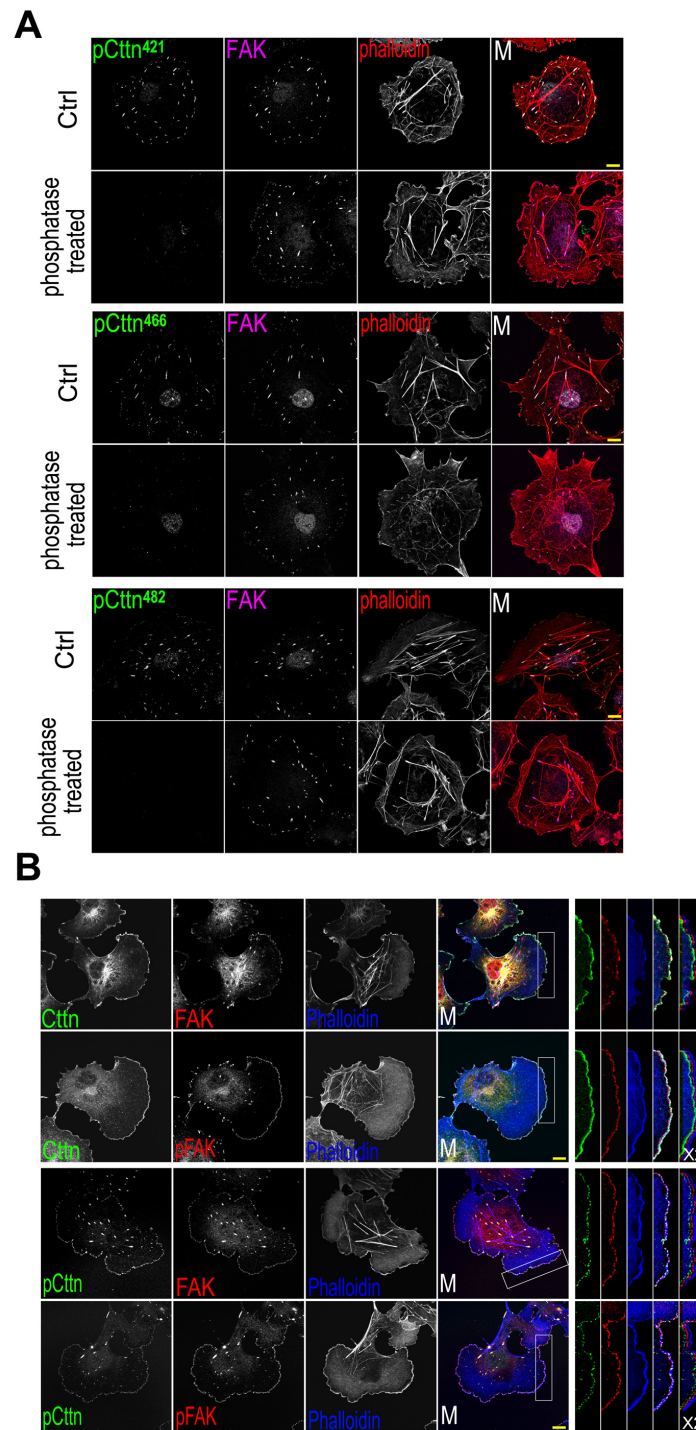 A
pCttn421 FAK phalloidin M
Ctrl
phosphatase
treated
pCttn466 FAK phalloidin M
Ctrl
phosphatase
treated
pCttn482 FAK phalloidin M
Ctrl
phosphatase
treated
B
Cttn FAK Phalloidin M
Cttn pFAK Phalloidin M
pCttn FAK Phalloidin M
pCttn pFAK Phalloidin M